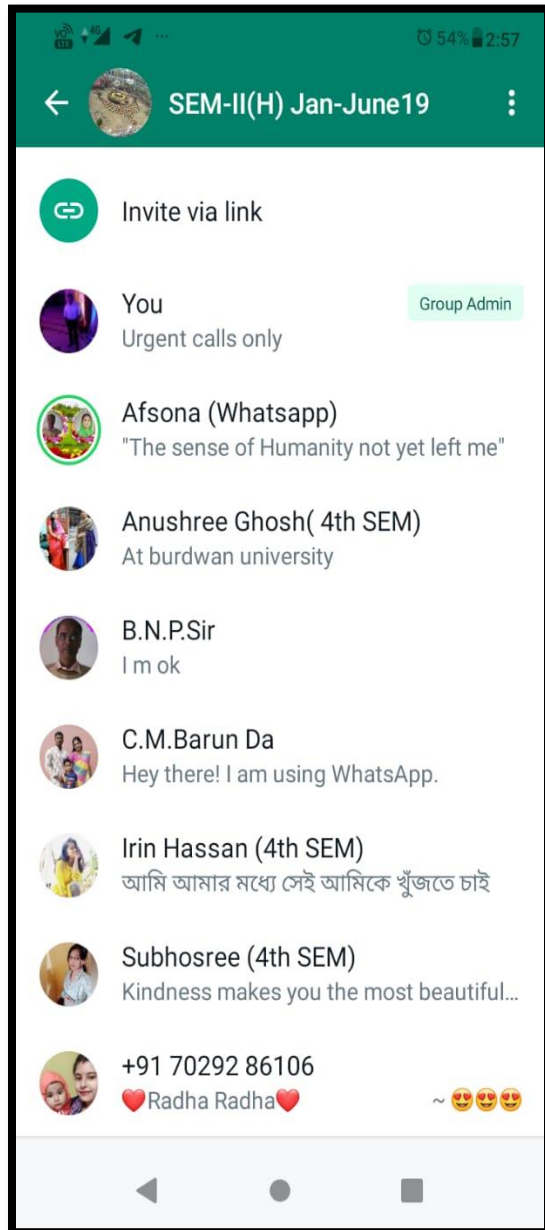 VO))
LTE
4G
...
54% 2:57
SEM-II(H) Jan-June19
Invite via link
You
Group Admin
Urgent calls only
Afsona (Whatsapp)
"The sense of Humanity not yet left me"
Anushree Ghosh( 4th SEM)
At burdwan university
B.N.P.Sir
I m ok
C.M.Barun Da
Hey there! I am using WhatsApp.
Irin Hassan (4th SEM)
আমি আমার মধ্যে সেই আমিকে খুঁজতে চাই
Subhosree (4th SEM)
Kindness makes you the most beautiful...
+91 70292 86106
❤️Radha Radha❤️ ~ 😍😍😍